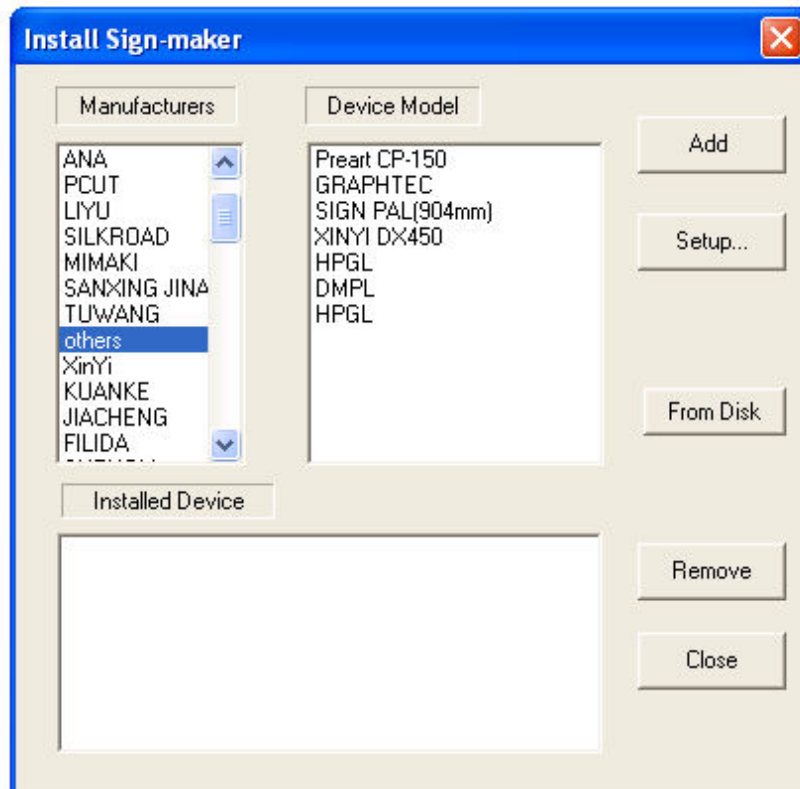 Install Sign-maker
Manufacturers
ANA
PCUT
LIYU
SILKROAD
MIMAKI
SANXING JINA
TUWANG
others
XinYi
KUANKE
JIACHENG
FILIDA
Device Model
Preart CP-150
GRAPHTEC
SIGN PAL(904mm)
XINYI DX450
HPGL
DMPL
HPGL
Add
Setup...
From Disk
Installed Device
Remove
Close